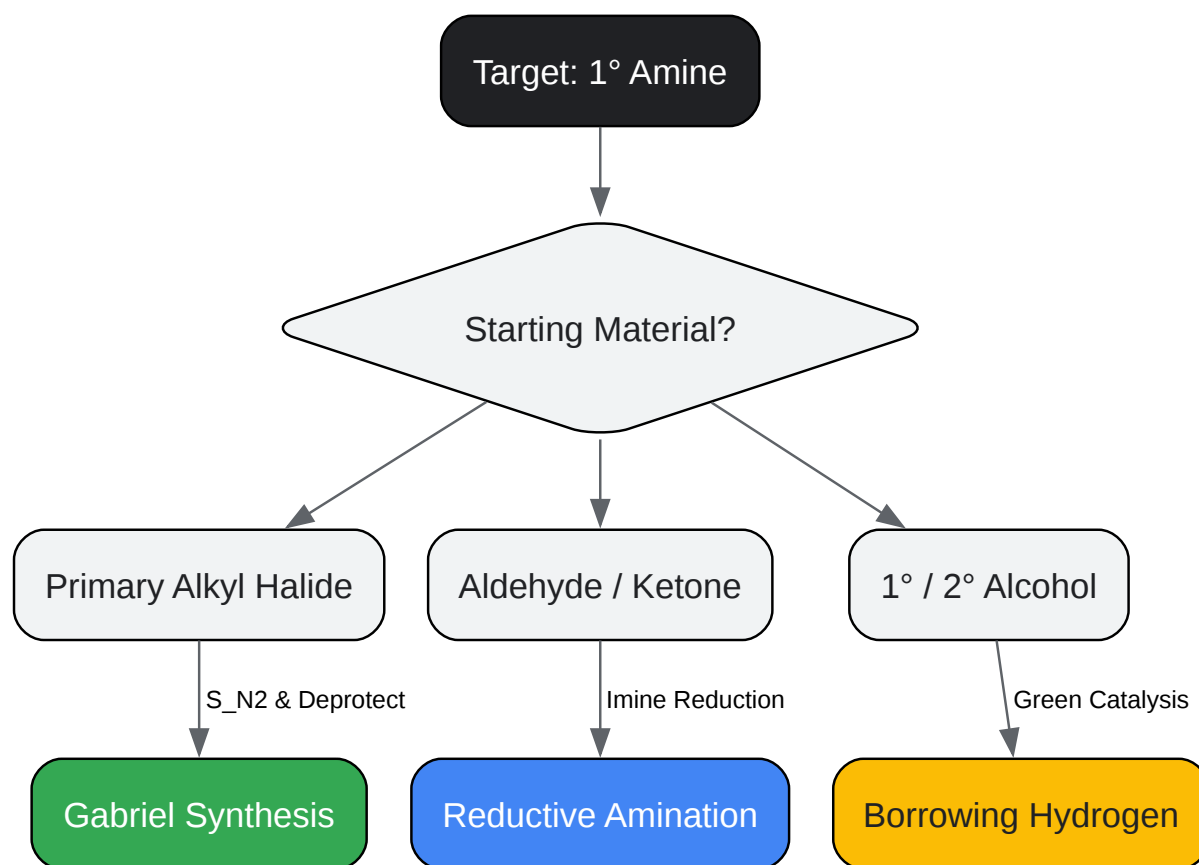 Target: 1° Amine
Starting Material?
Primary Alkyl Halide
Aldehyde / Ketone
1° / 2° Alcohol
S_N2 & Deprotect
Imine Reduction
Green Catalysis
Gabriel Synthesis
Reductive Amination
Borrowing Hydrogen